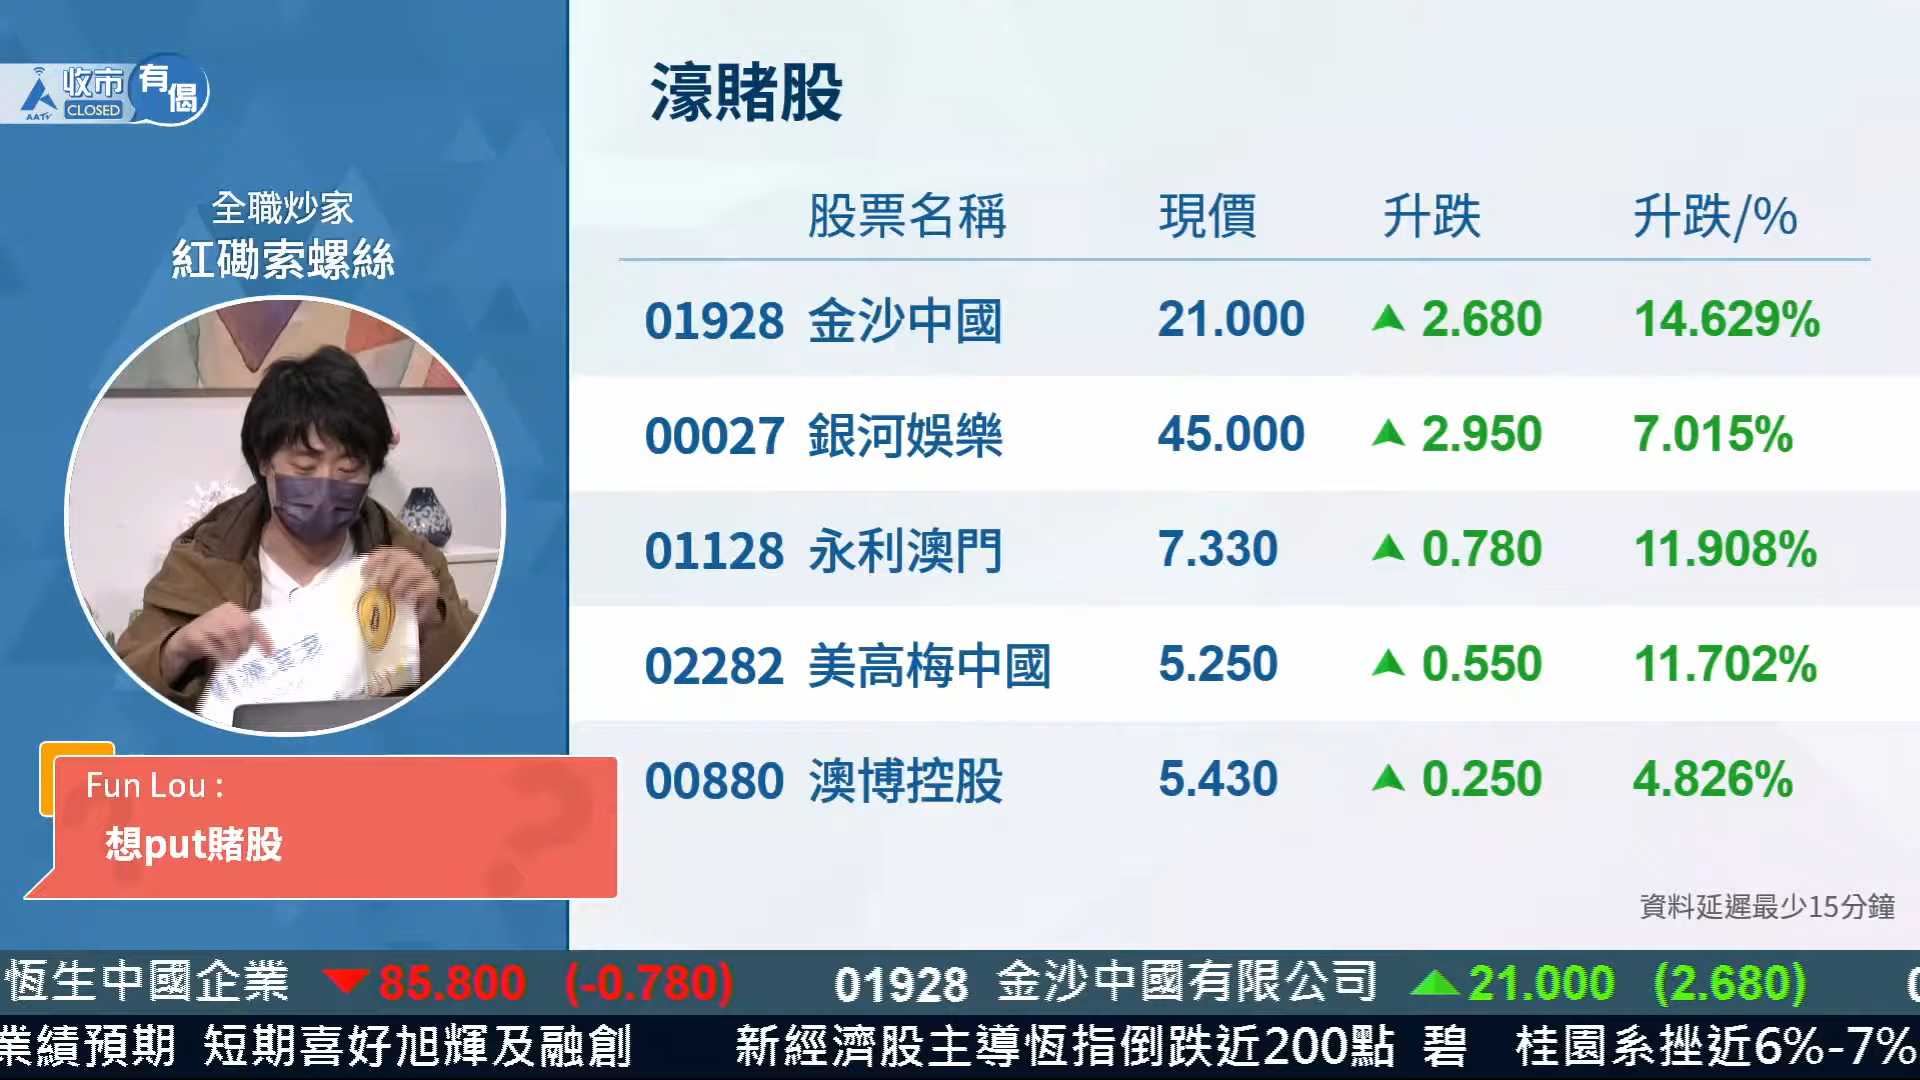 AATV
收市
CLOSED
有偈
全職炒家
紅磡索螺絲
Fun Lou :
想put賭股
濠賭股
股票名稱 現價 升跌 升跌/%
01928 金沙中國 21.000 ▲ 2.680 14.629%
00027 銀河娛樂 45.000 ▲ 2.950 7.015%
01128 永利澳門 7.330 ▲ 0.780 11.908%
02282 美高梅中國 5.250 ▲ 0.550 11.702%
00880 澳博控股 5.430 ▲ 0.250 4.826%
資料延遲最少15分鐘
恆生中國企業 ▼85.800 (-0.780) 01928 金沙中國有限公司 ▲21.000 (2.680)
業績預期 短期喜好旭輝及融創 新經濟股主導恆指倒跌近200點 碧 桂園系挫近6%-7%